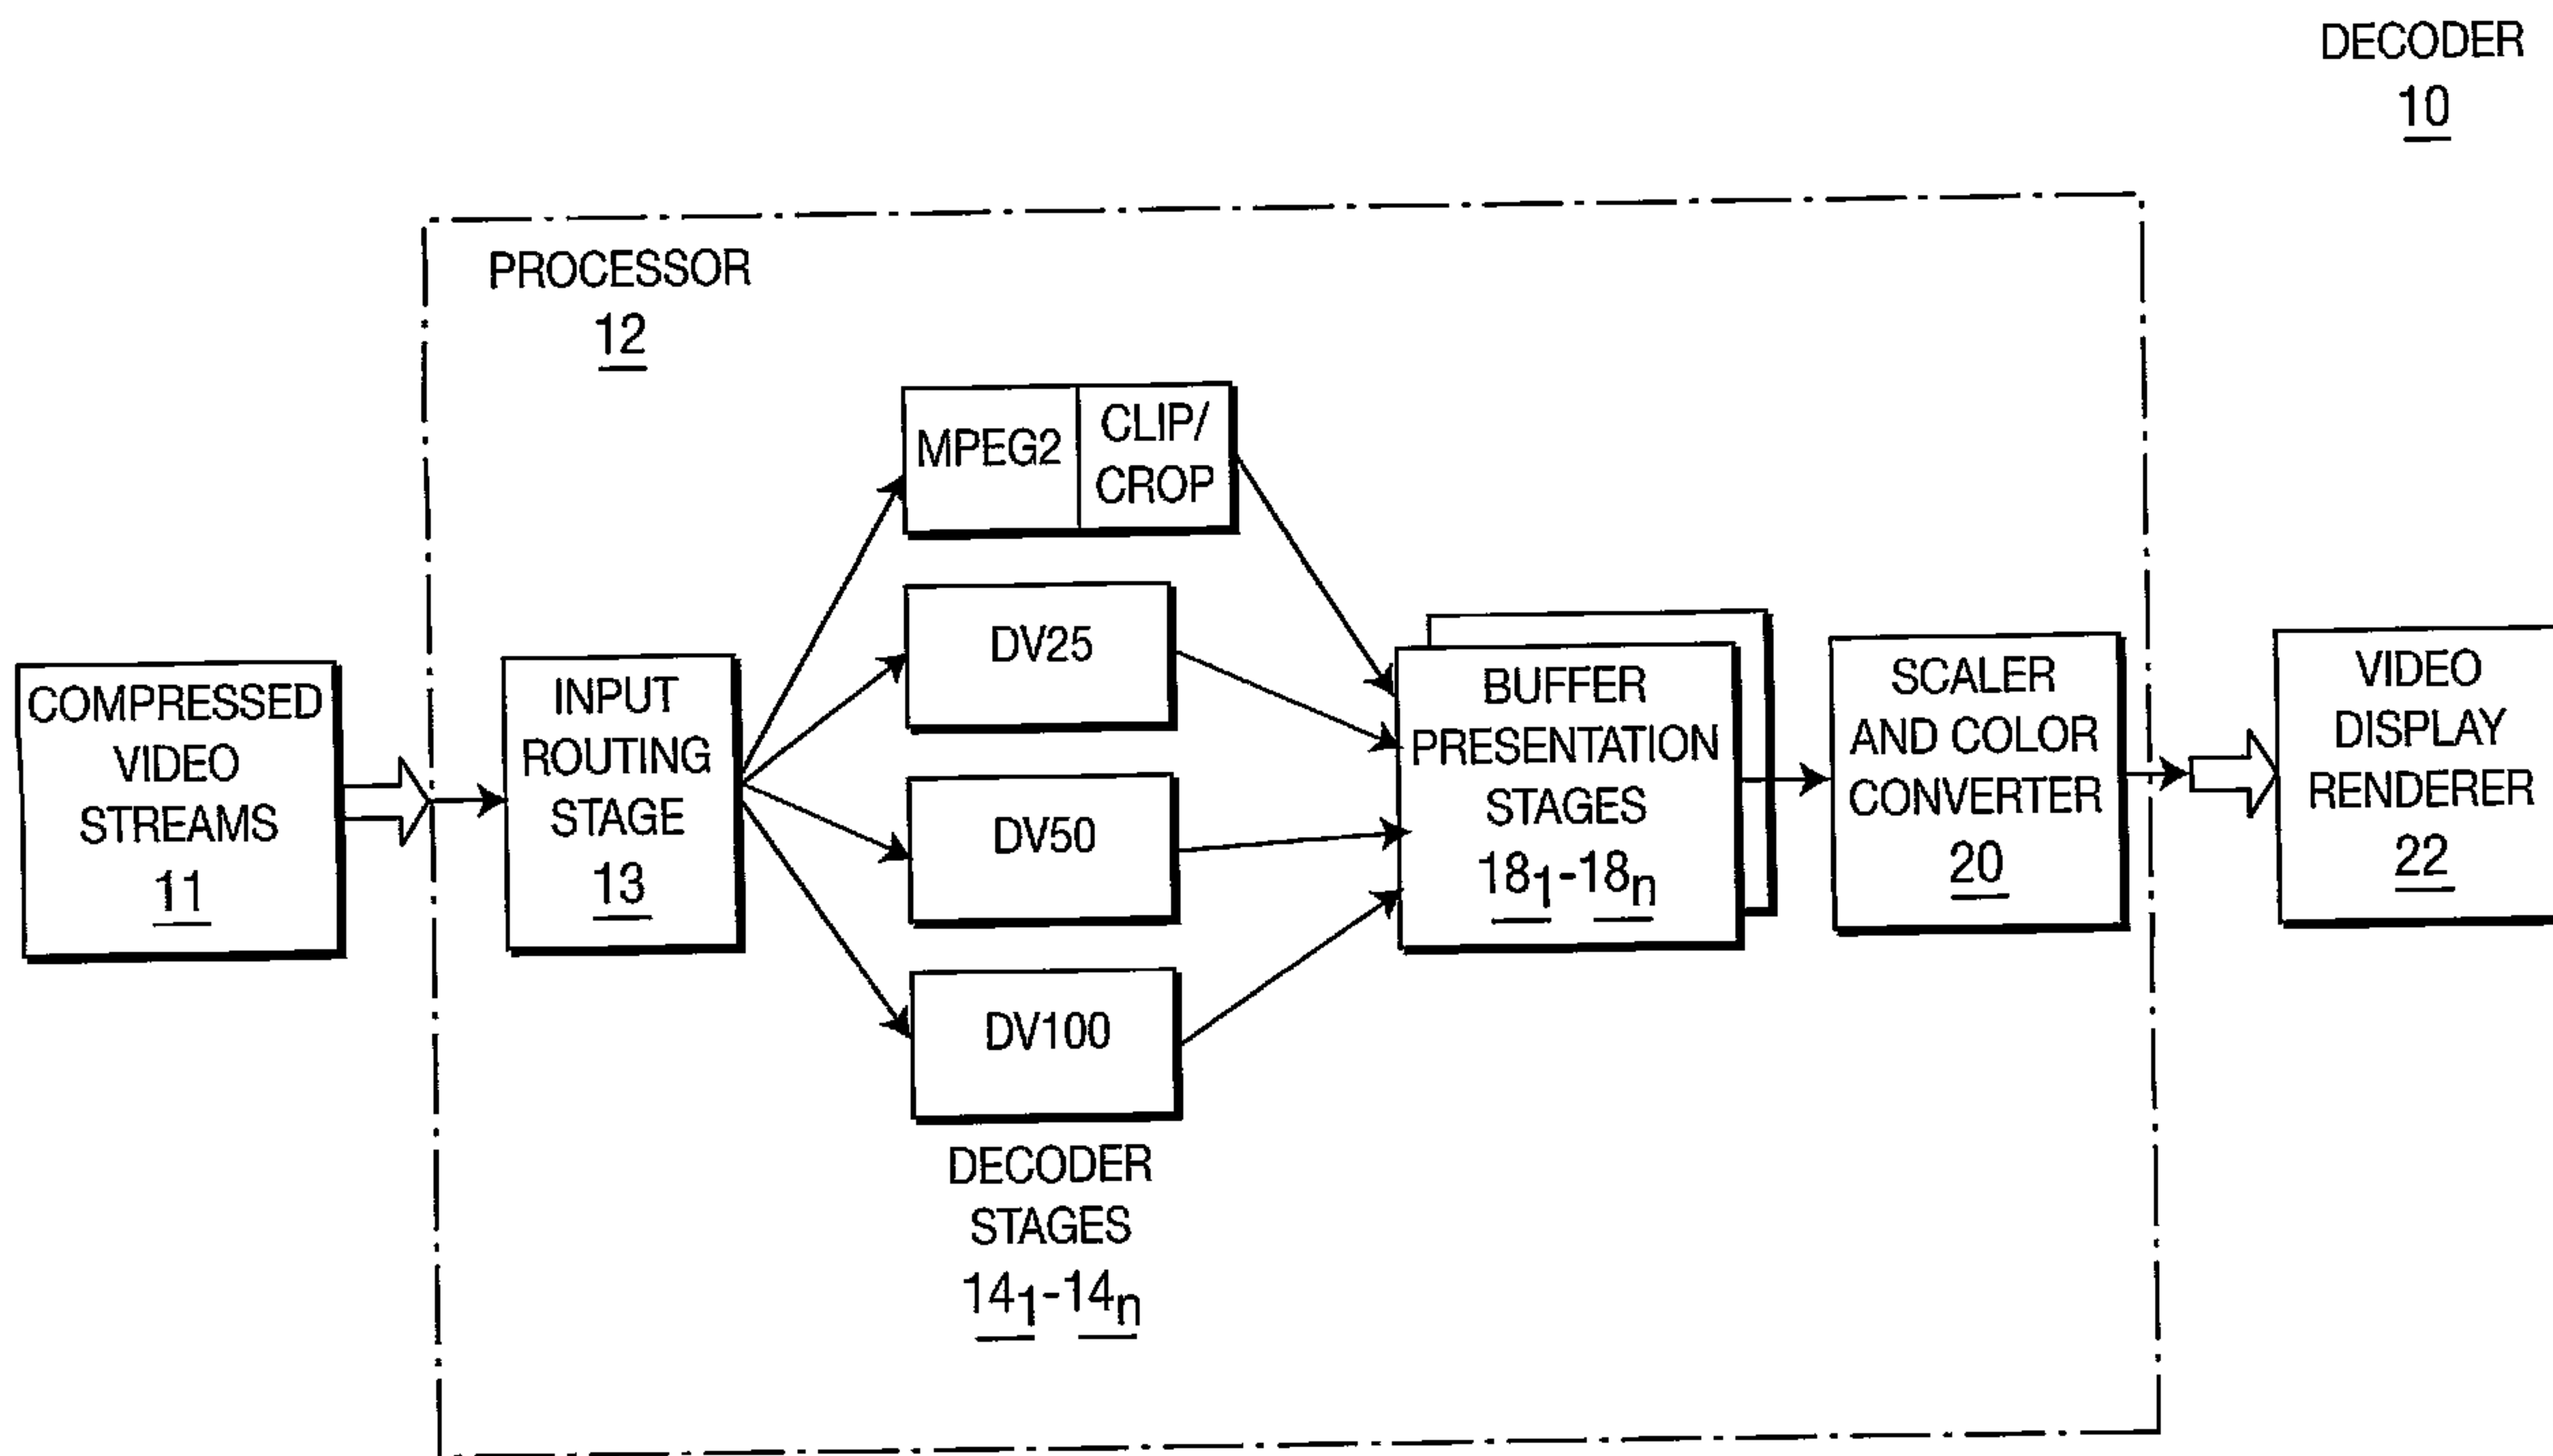 DECODER
10
PROCESSOR
12
COMPRESSED
VIDEO
STREAMS
11
INPUT
ROUTING
STAGE
13
MPEG2
CLIP/
CROP
DV25
DV50
DV100
DECODER
STAGES
14₁-14ₙ
BUFFER
PRESENTATION
STAGES
18₁-18ₙ
SCALER
AND COLOR
CONVERTER
20
VIDEO
DISPLAY
RENDERER
22